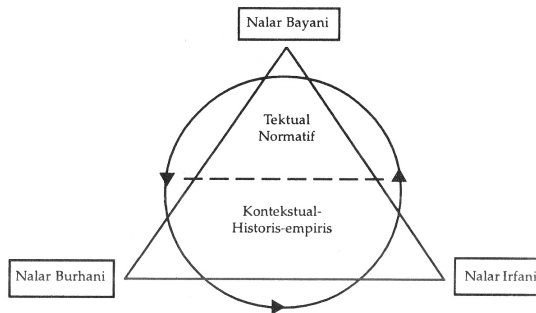 Nalar Bayani
Tektual
Normatif
Kontekstual-
Historis-empiris
Nalar Burhani
Nalar Irfani